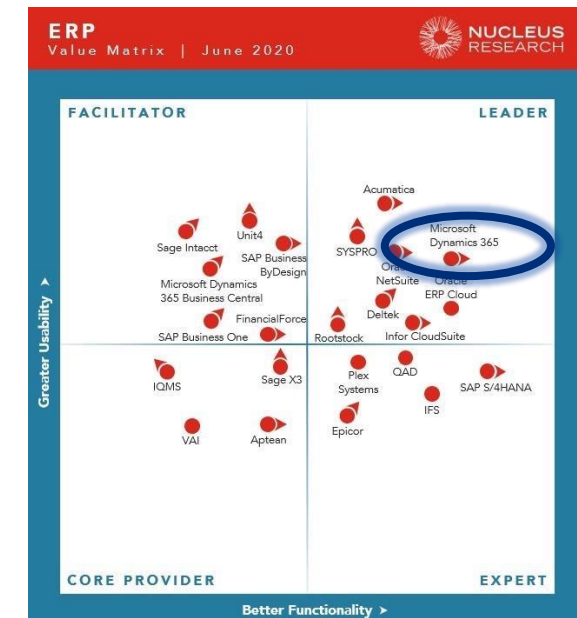 ERP
Value Matrix | June 2020
NUCLEUS
RESEARCH
FACILITATOR
LEADER
Acumatica
Unit4
Sage Intacct
SAP Business
ByDesign
SYSPRO
Microsoft
Dynamics 365
NetSuite
Oracle
ERP Cloud
Microsoft Dynamics
365 Business Central
FinancialForce
SAP Business One
Deltek
Rootstock
Infor CloudSuite
IQMS
Sage X3
Plex
Systems
QAD
SAP S/4HANA
IFS
VAI
Aptean
Epicor
CORE PROVIDER
EXPERT
Greater Usability
Better Functionality